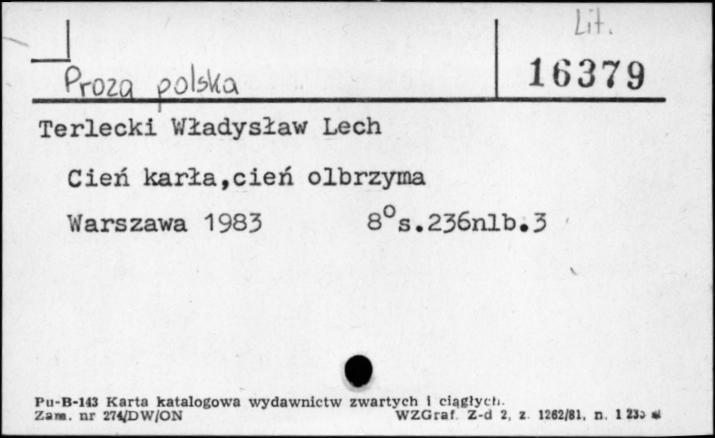 Lit.
Proza polska
16379
Terlecki Władysław Lech
Cień karła,cień olbrzyma
Warszawa 1983 8°s.236nlb.3
Pu-B-143 Karta katalogowa wydawnictw zwartych i ciągłych.
Zam. nr 274/DW/ON WZGraf. Z-d 2, z. 1262/81, n. 1